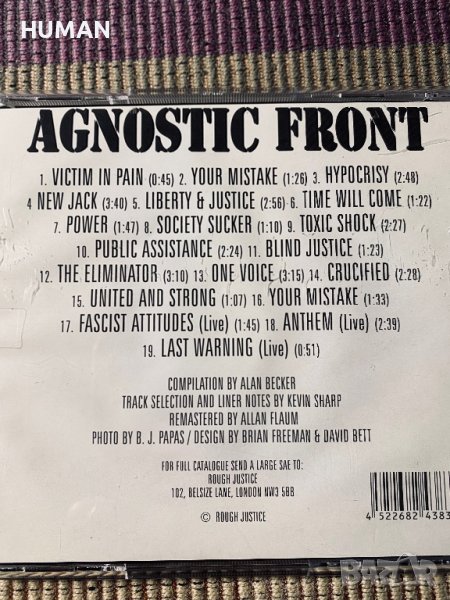 HUMAN
AGNOSTIC FRONT
1. VICTIM IN PAIN (0:45) 2. YOUR MISTAKE (1:26) 3. HYPOCRISY (2:48)
4 NEW JACK (3:40) 5. LIBERTY & JUSTICE (2:56) 6. TIME WILL COME (1:22)
7. POWER (1:47) 8. SOCIETY SUCKER (1:10) 9. TOXIC SHOCK (2:27)
10. PUBLIC ASSISTANCE (2:24) 11. BLIND JUSTICE (1:23)
12. THE ELIMINATOR (3:10) 13. ONE VOICE (3:15) 14. CRUCIFIED (2:28)
15. UNITED AND STRONG (1:07) 16. YOUR MISTAKE (1:33)
17. FASCIST ATTITUDES (Live) (1:45) 18. ANTHEM (Live) (2:39)
19. LAST WARNING (Live) (0:51)
COMPILATION BY ALAN BECKER
TRACK SELECTION AND LINER NOTES BY KEVIN SHARP
REMASTERED BY ALLAN FLAUM
PHOTO BY B. J. PAPAS / DESIGN BY BRIAN FREEMAN & DAVID BETT
FOR FULL CATALOGUE SEND A LARGE SAE TO:
ROUGH JUSTICE
102, BELSIZE LANE, LONDON NW3 5BB
© ROUGH JUSTICE
4 522682 4383
BAZAR